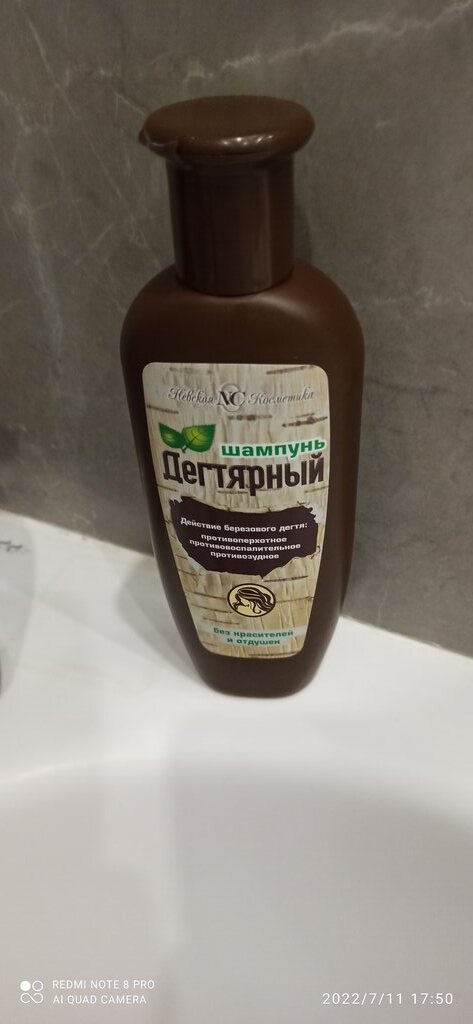 Невская NC Косметика
шампунь
Дегтярный
Действие березового дегтя:
противоперхотное
противовоспалительное
противозудное
без красителей
и отдушек
REDMI NOTE 8 PRO
AI QUAD CAMERA
2022/7/11 17:50